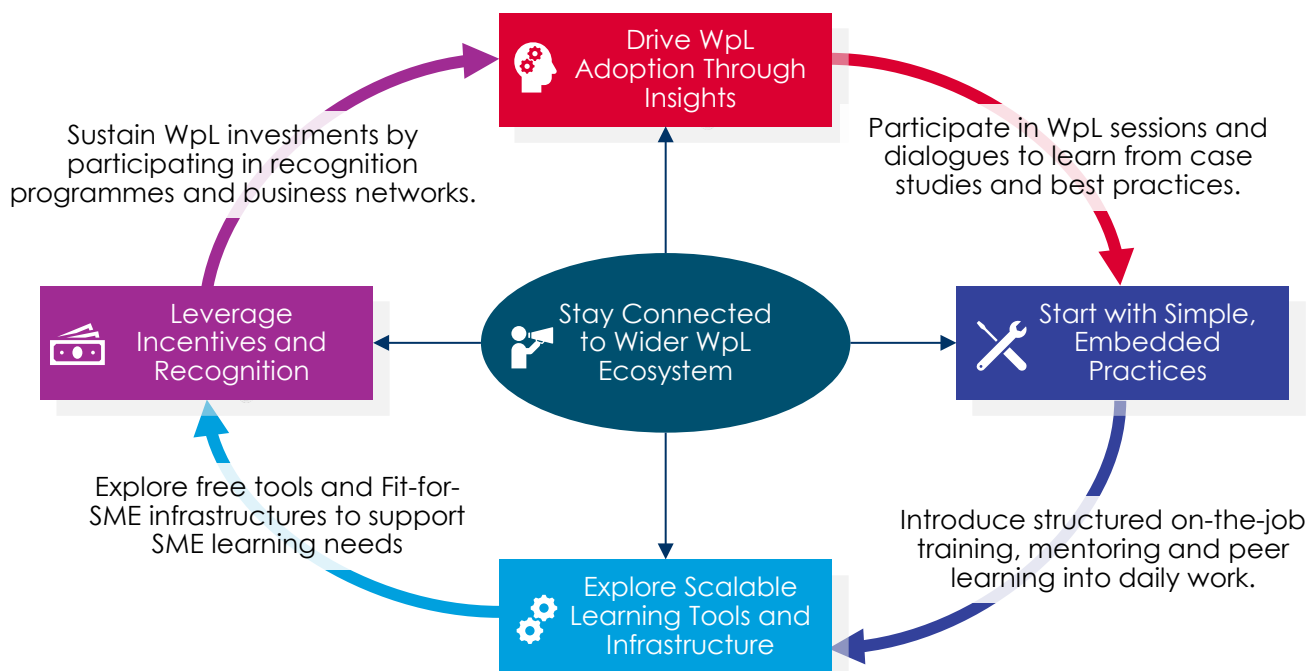 Drive WpL
Adoption Through
Insights
Participate in WpL sessions and
dialogues to learn from case
studies and best practices.
Start with Simple,
Embedded
Practices
Introduce structured on-the-job
training, mentoring and peer
learning into daily work.
Explore Scalable
Learning Tools and
Infrastructure
Explore free tools and Fit-for-
SME infrastructures to support
SME learning needs
Leverage
Incentives and
Recognition
Sustain WpL investments by
participating in recognition
programmes and business networks.
Stay Connected
to Wider WpL
Ecosystem